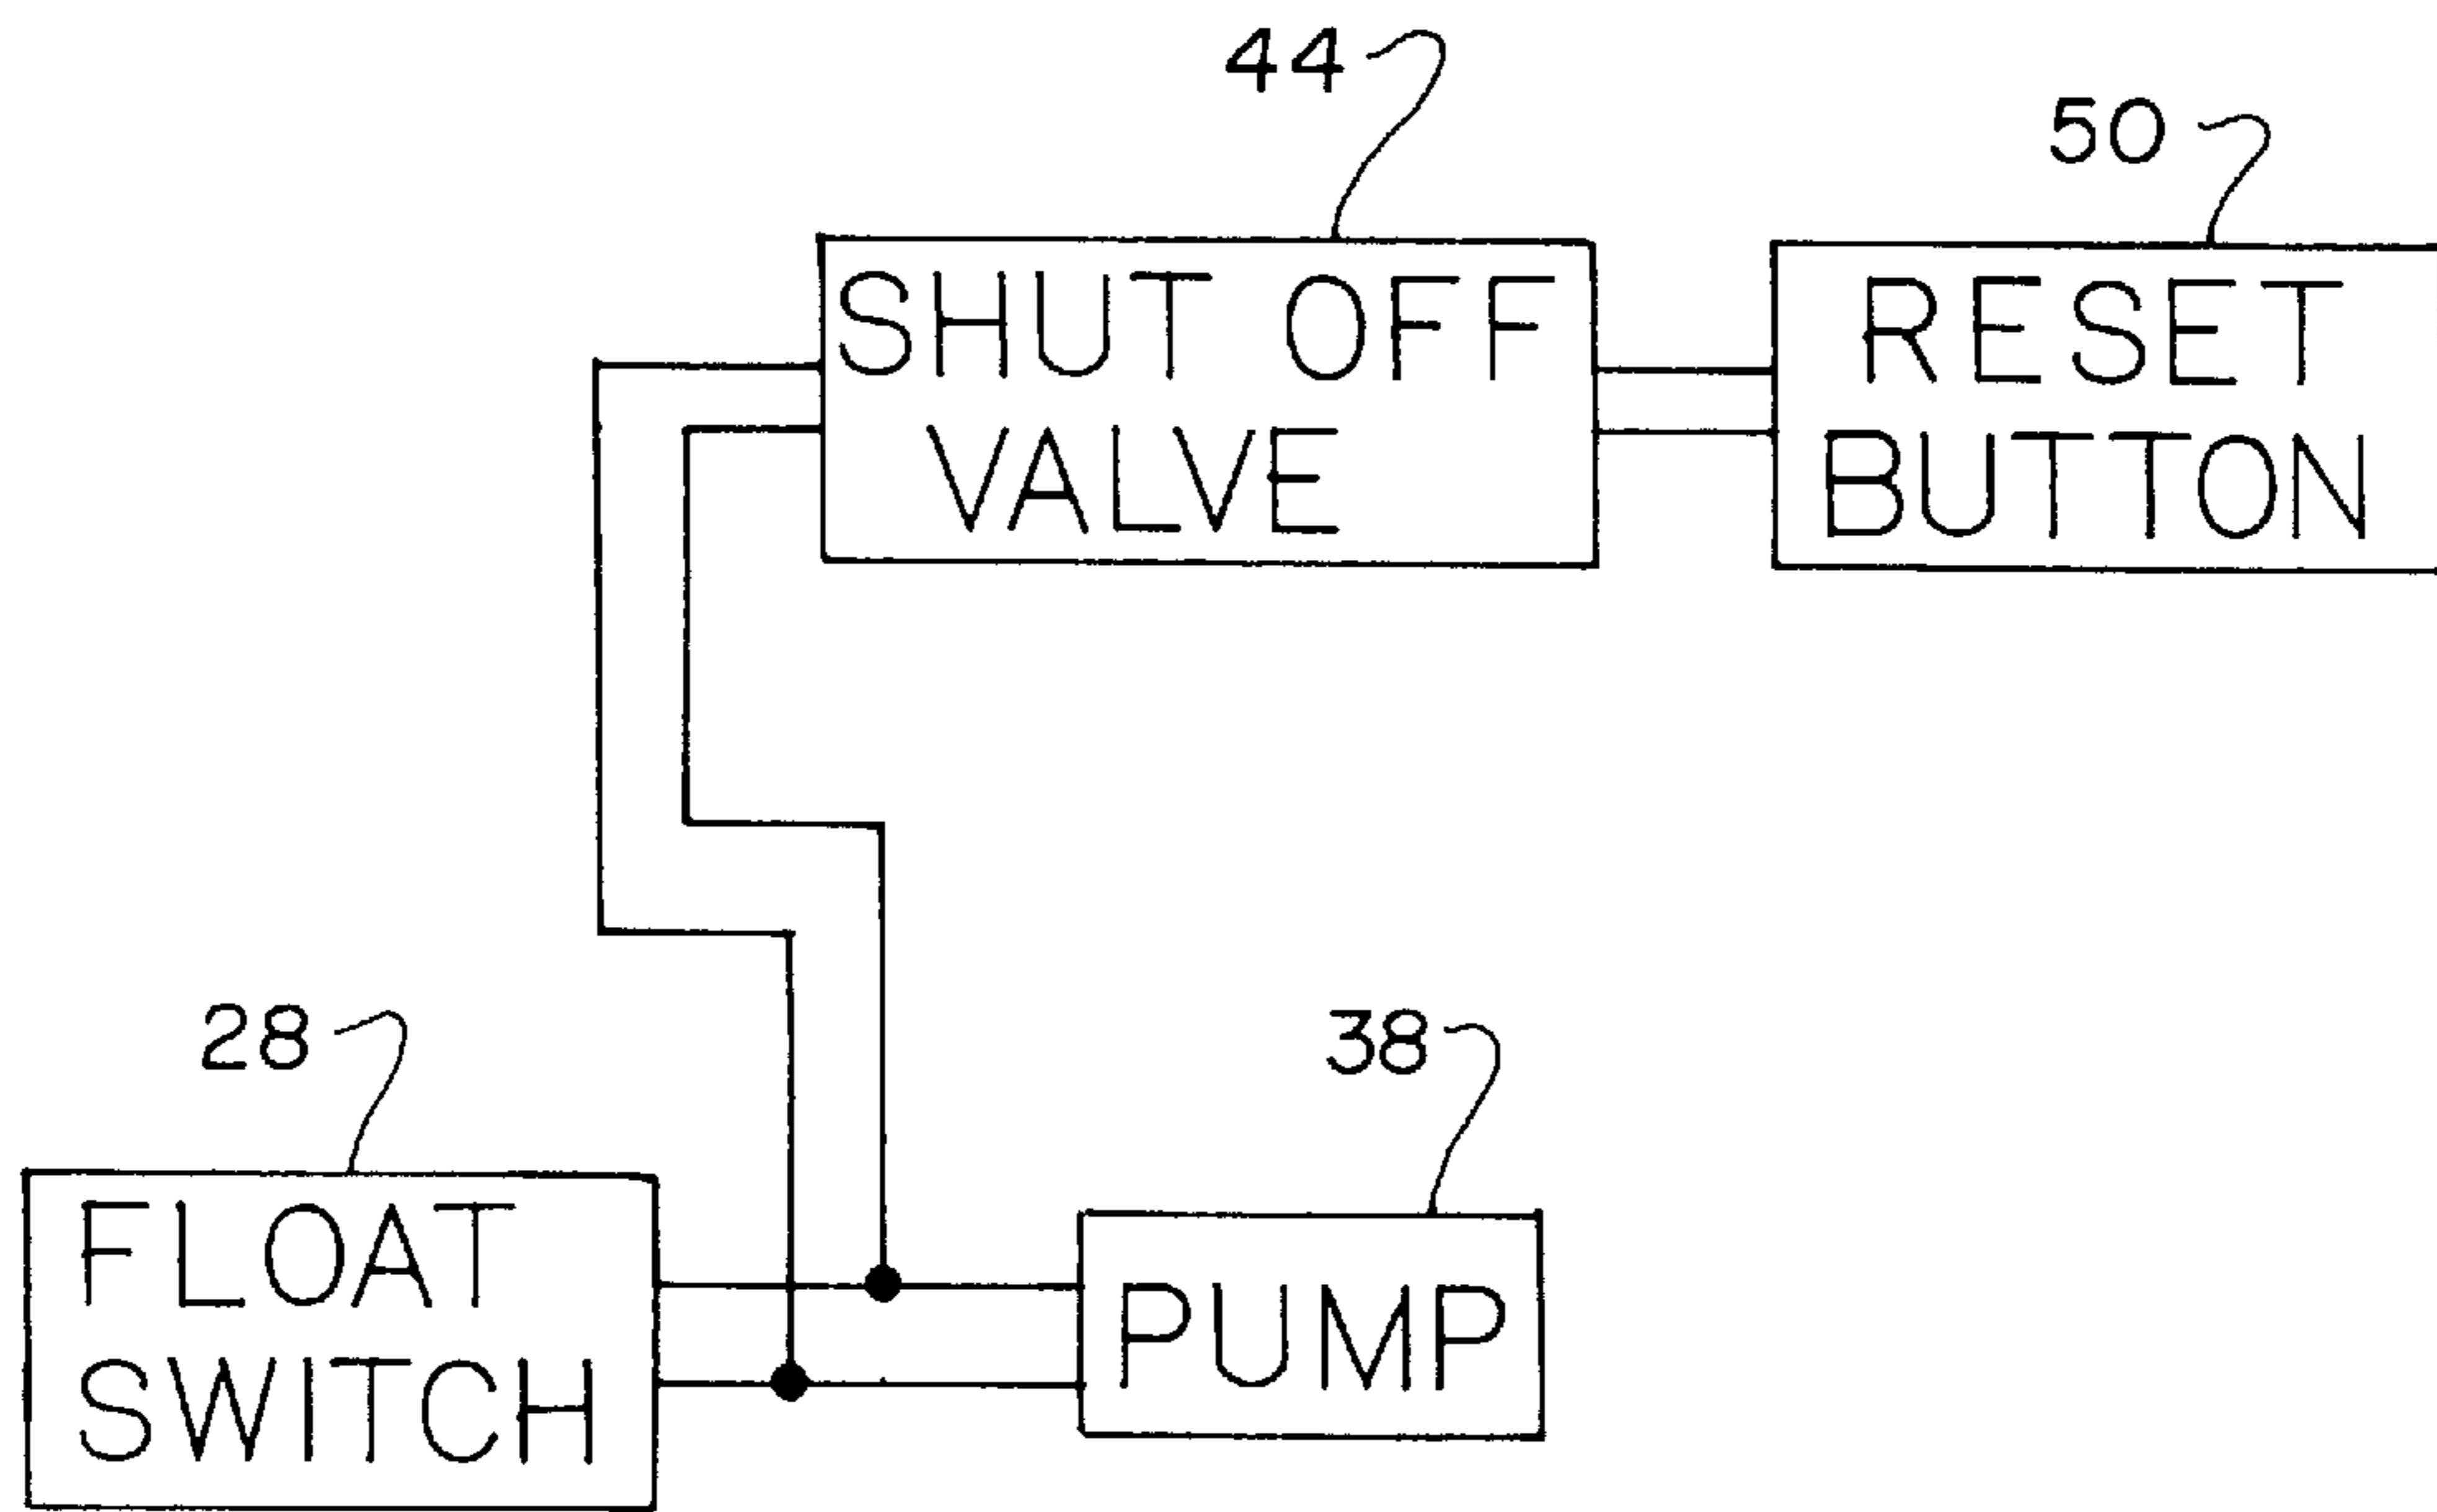 44
50
SHUT OFF
VALVE
RESET
BUTTON
28
38
FLOAT
SWITCH
PUMP